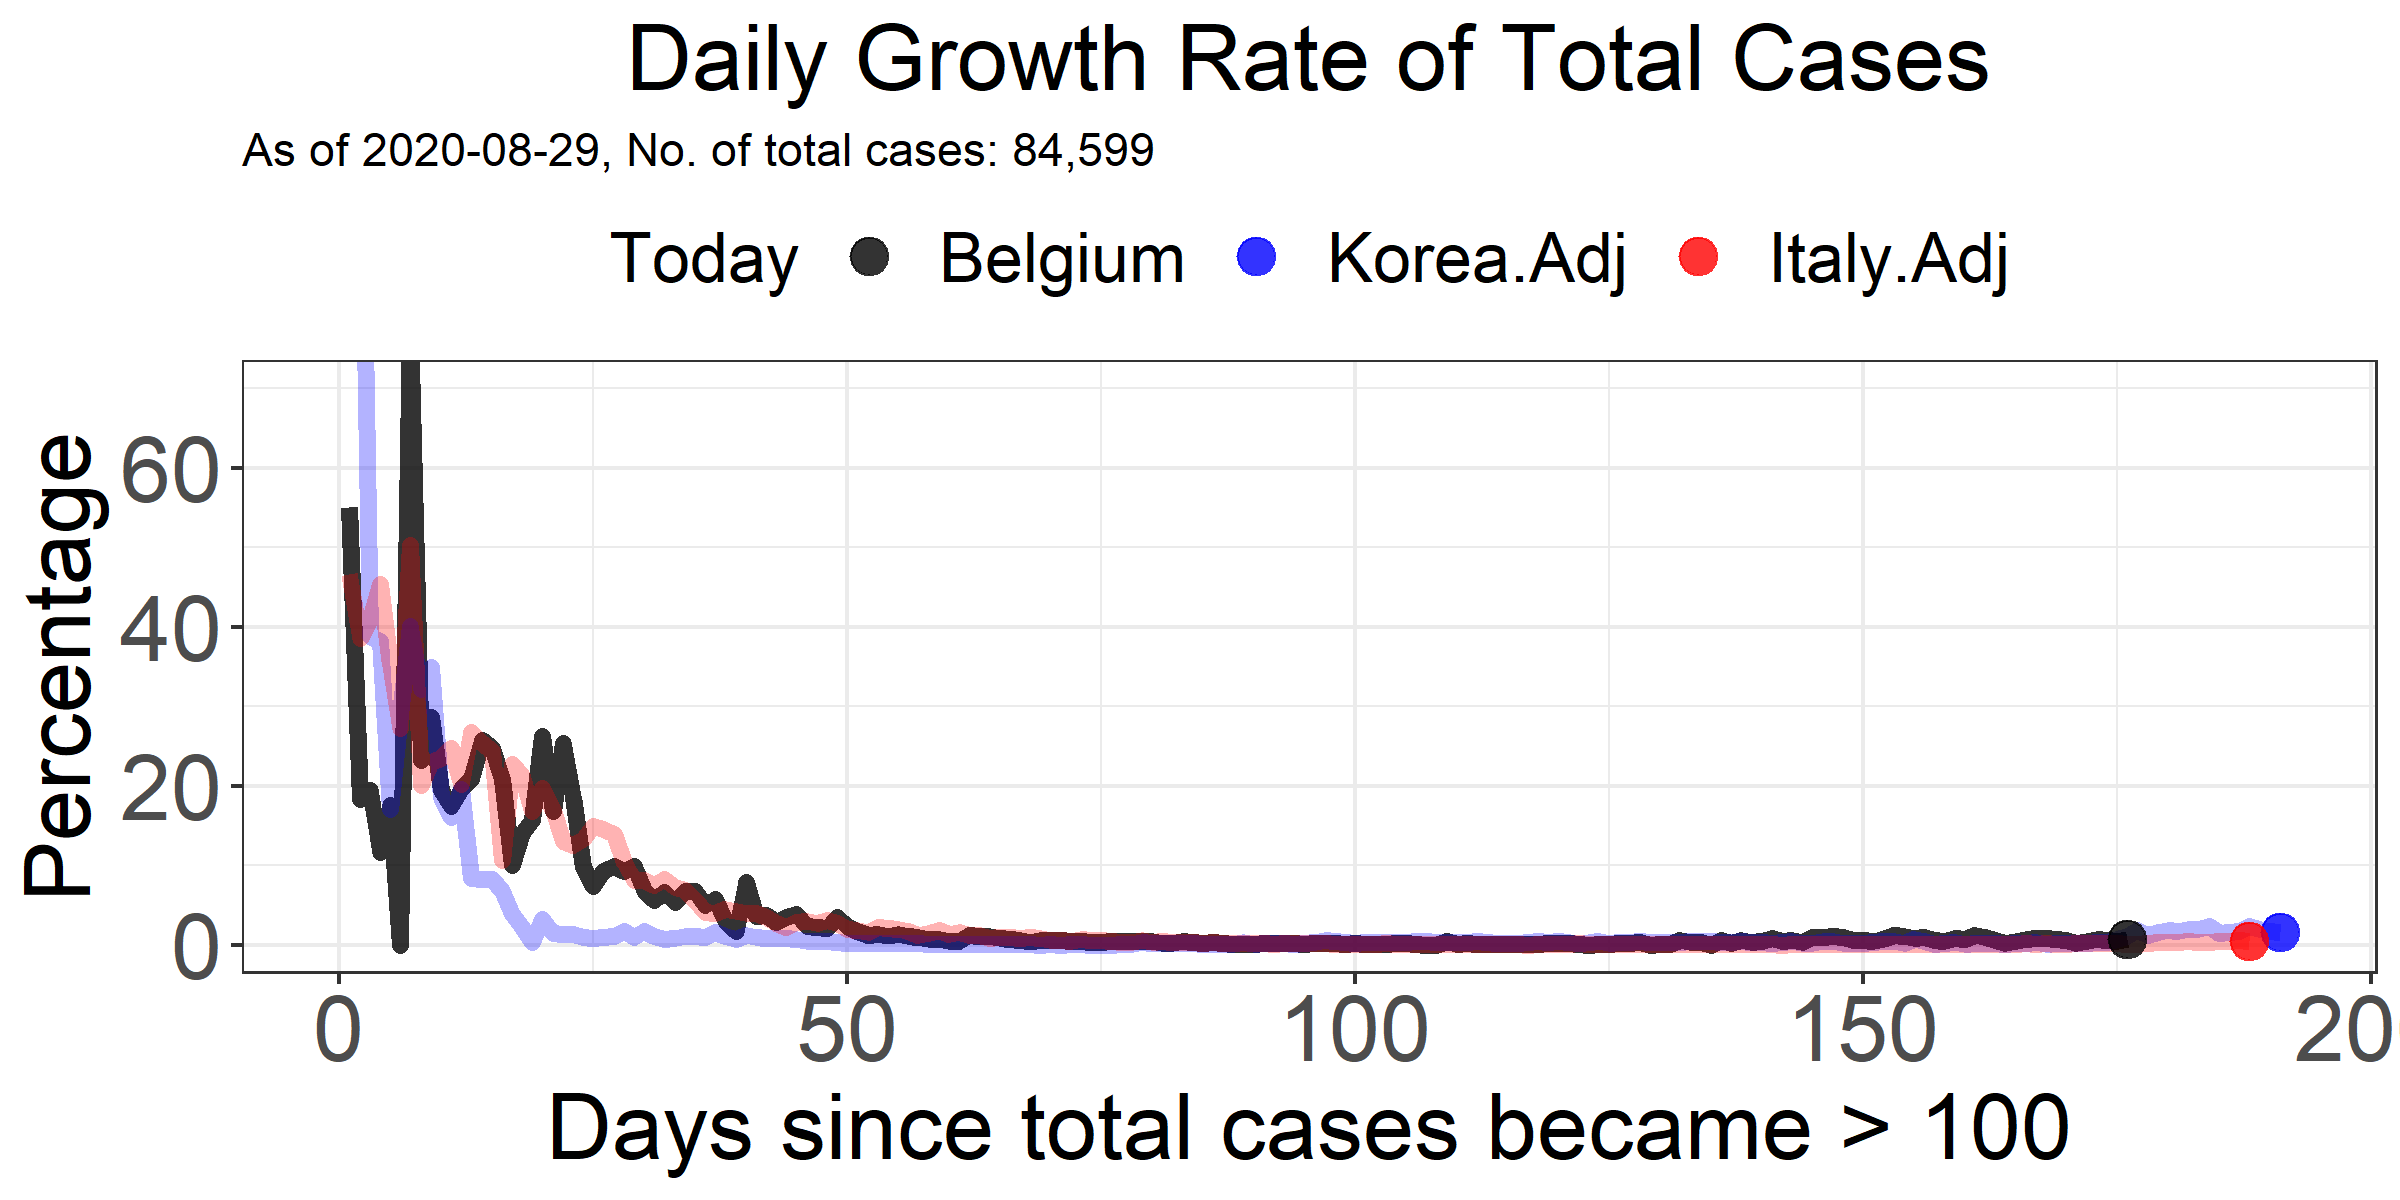 Daily Growth Rate of Total Cases
As of 2020-08-29, No. of total cases: 84,599
Today Belgium Korea.Adj Italy.Adj
Percentage
60
40
20
0
0 50 100 150 20
Days since total cases became > 100